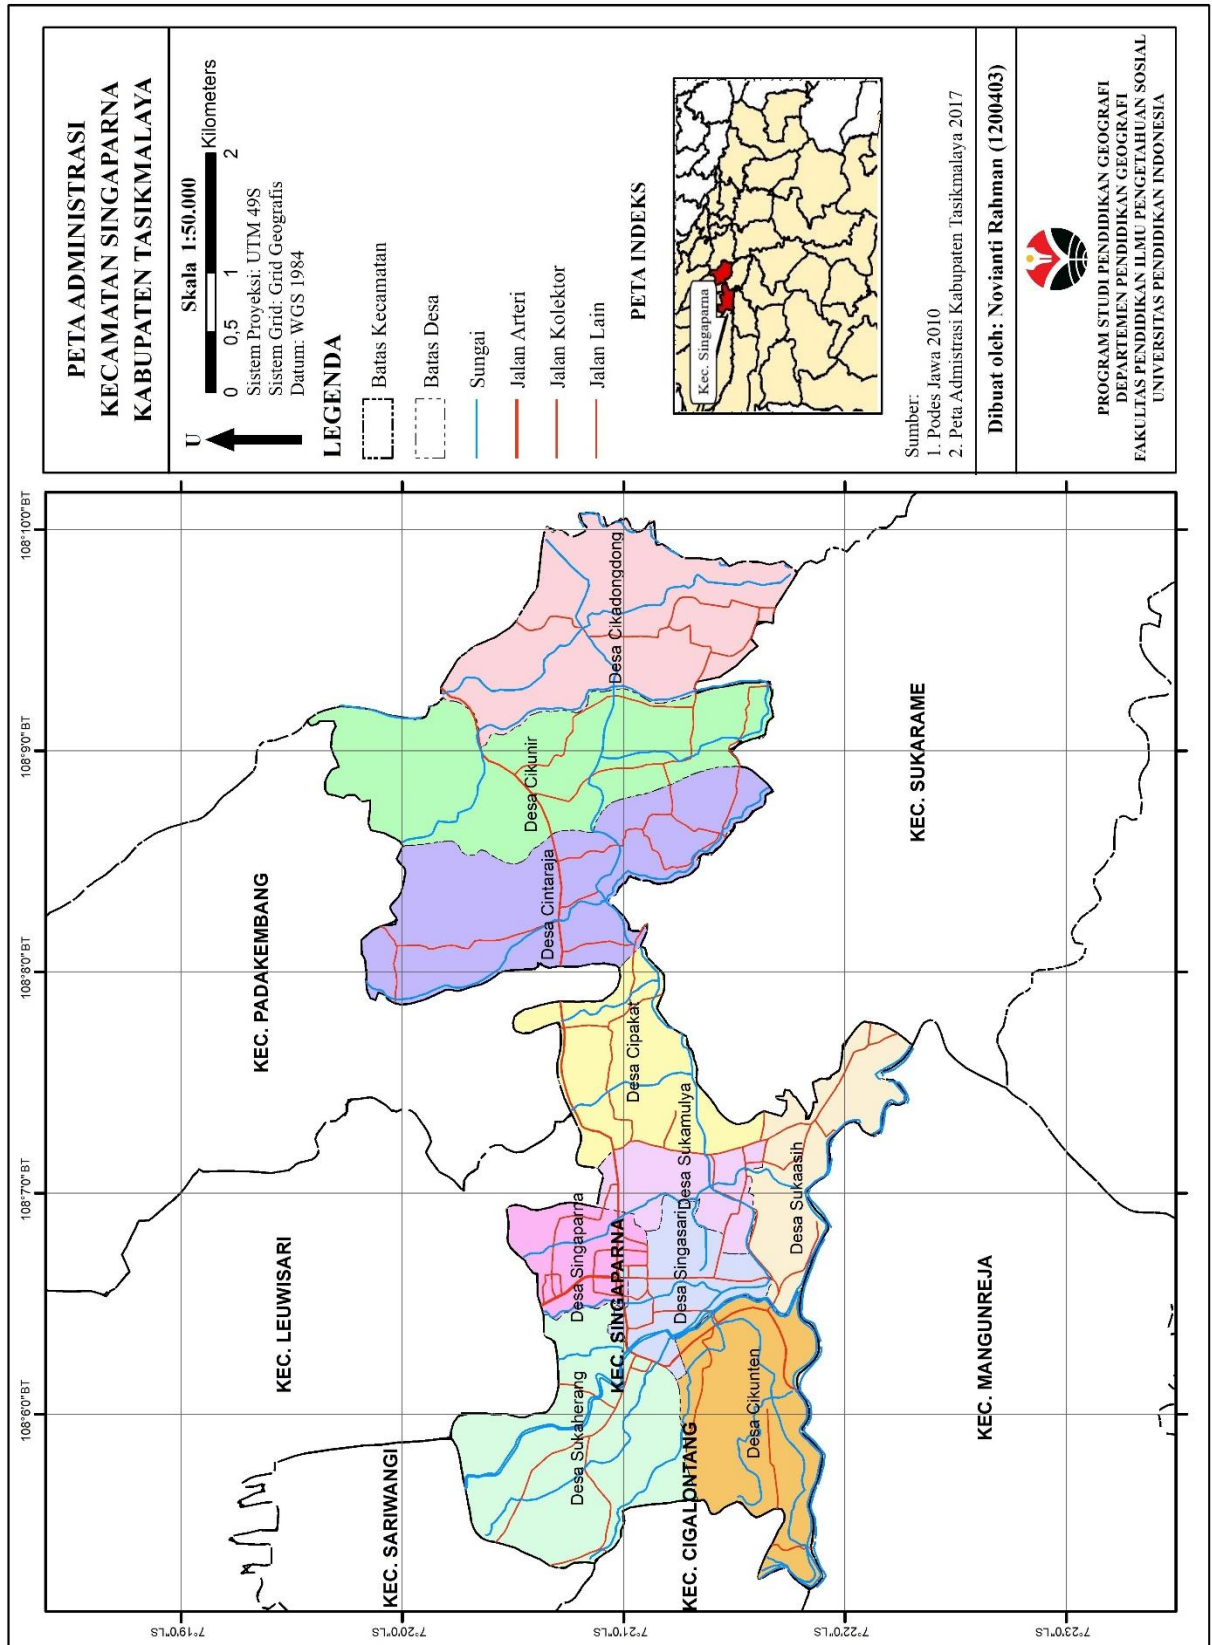 PETA ADMINISTRASI
KECAMATAN SINGAPARNA
KABUPATEN TASIKMALAYA
U
Skala 1:50.000
0 0,5 1 2 Kilometers
Sistem Proyeksi: UTM 49S
Sistem Grid: Grid Geografis
Datum: WGS 1984
LEGENDA
Batas Kecamatan
Batas Desa
Sungai
Jalan Arteri
Jalan Kolektor
Jalan Lain
PETA INDEKS
Kec. Singaparna
Sumber:
1. Podes Jawa 2010
2. Peta Admistrasi Kabupaten Tasikmalaya 2017
Dibuat oleh: Novianti Rahman (1200403)
PROGRAM STUDI PENDIDIKAN GEOGRAFI
DEPARTEMEN PENDIDIKAN GEOGRAFI
FAKULTAS PENDIDIKAN ILMU PENGETAHUAN SOSIAL
UNIVERSITAS PENDIDIKAN INDONESIA
108°6'0"BT
108°7'0"BT
108°8'0"BT
108°9'0"BT
108°10'0"BT
7°19'0"LS
7°20'0"LS
7°21'0"LS
7°22'0"LS
7°23'0"LS
KEC. SARIWANGI
KEC. LEUWISARI
KEC. PADAKEMBANG
KEC. SINGAPARNA
KEC. CIGALONTANG
KEC. SUKARAME
KEC. MANGUNREJA
Desa Sukaherang
Desa Singaparna
Desa Cintaraja
Desa Cikunir
Desa Cikadongdong
Desa Cipakat
Desa Sukamulya
Desa Singasari
Desa Cikunten
Desa Sukaasih